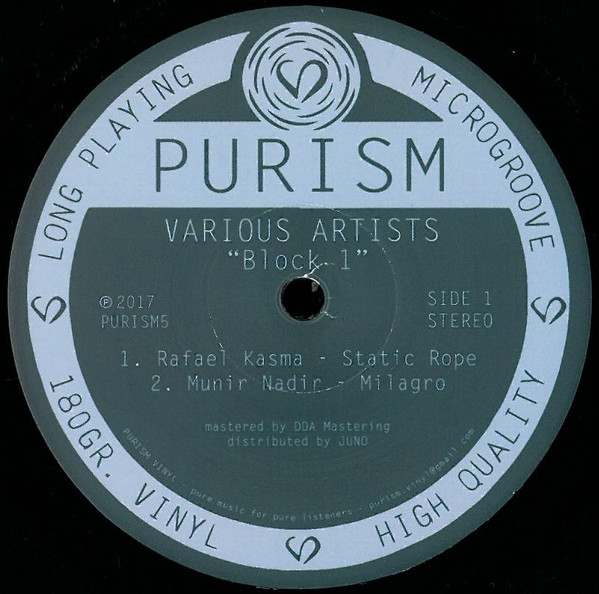 LONG PLAYING
MICROGROOVE
PURISM
VARIOUS ARTISTS
"Block 1"
℗ 2017
PURISM5
SIDE 1
STEREO
1. Rafael Kasma - Static Rope
2. Munir Nadir - Milagro
mastered by DDA Mastering
distributed by JUNO
PURISM VINYL - pure music for pure listeners - purism.vinyl@gmail.com
180GR. VINYL
HIGH QUALITY